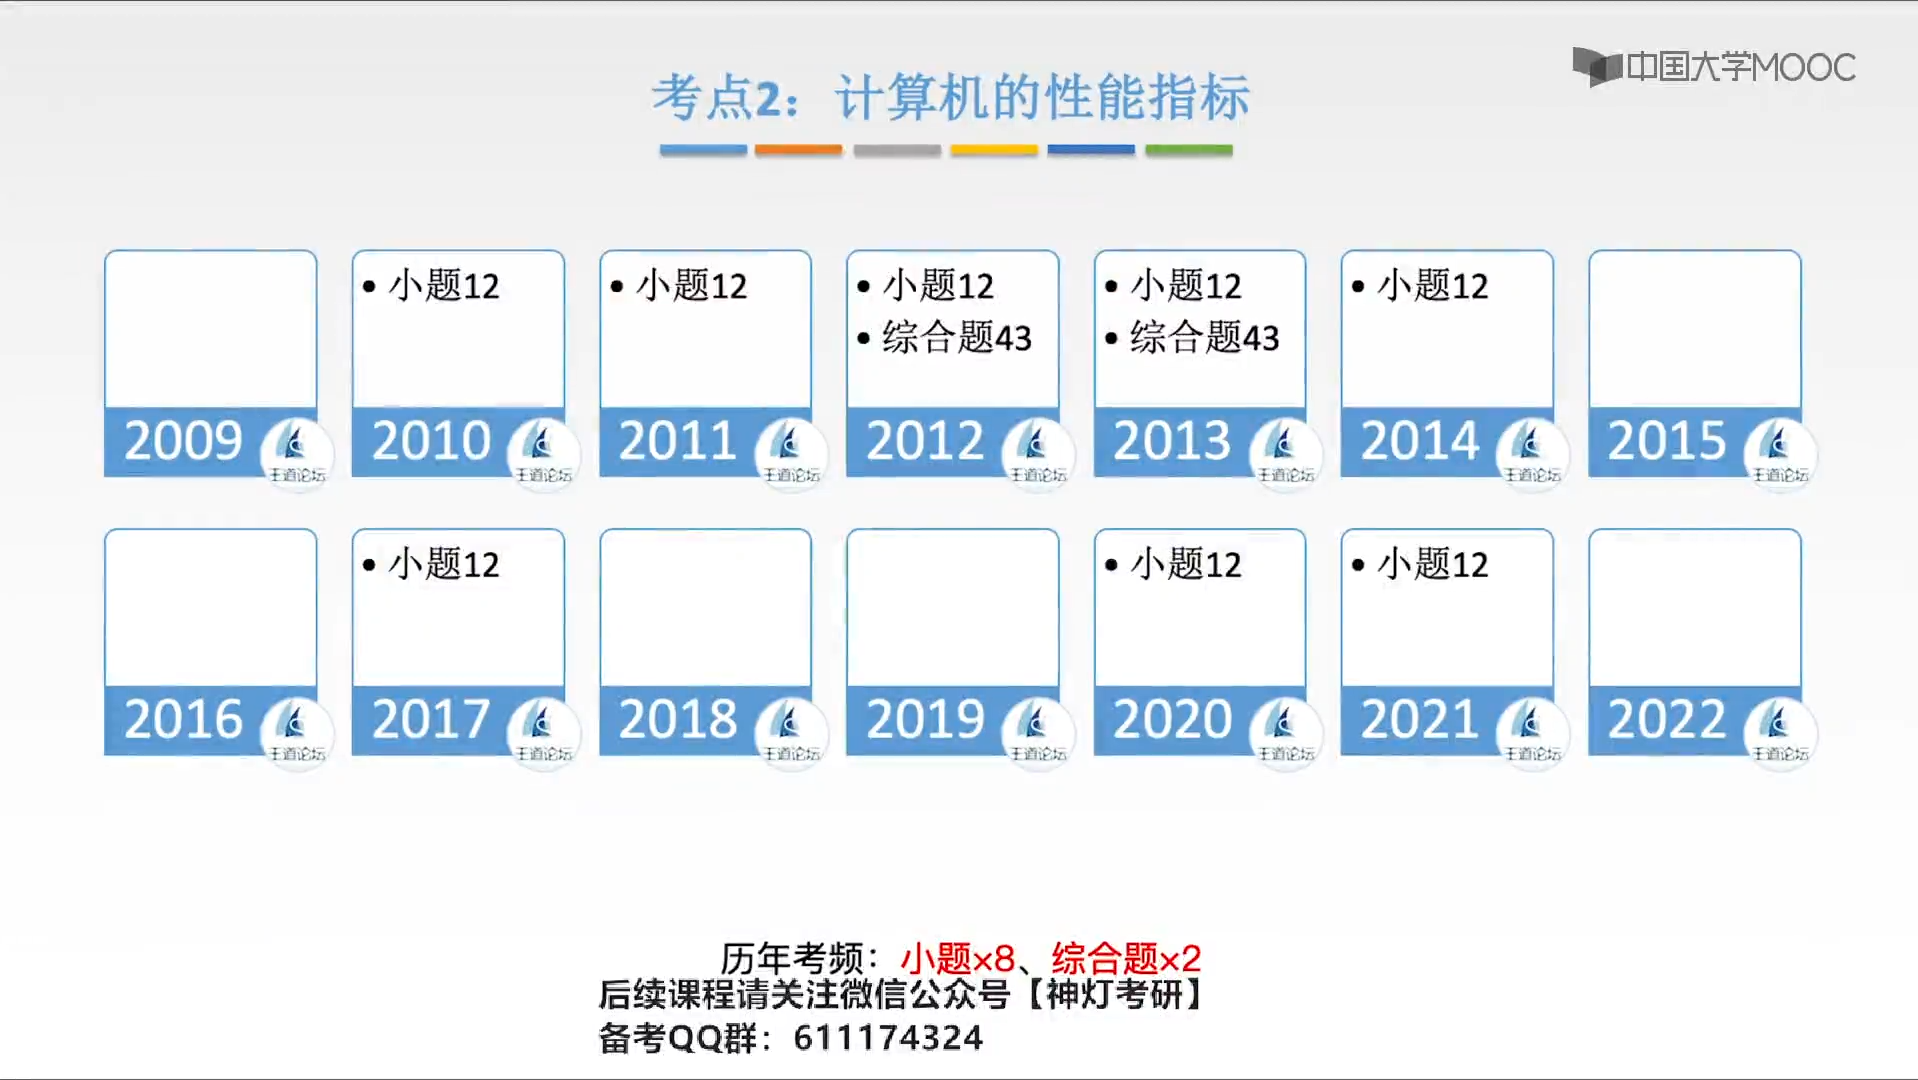 中国大学MOOC
考点2：计算机的性能指标
• 小题12
• 小题12
• 小题12
• 综合题43
• 小题12
• 综合题43
• 小题12
2009
王道论坛
2010
王道论坛
2011
王道论坛
2012
王道论坛
2013
王道论坛
2014
王道论坛
2015
王道论坛
• 小题12
• 小题12
• 小题12
2016
王道论坛
2017
王道论坛
2018
王道论坛
2019
王道论坛
2020
王道论坛
2021
王道论坛
2022
王道论坛
历年考频：小题×8、综合题×2
后续课程请关注微信公众号【神灯考研】
备考QQ群：611174324